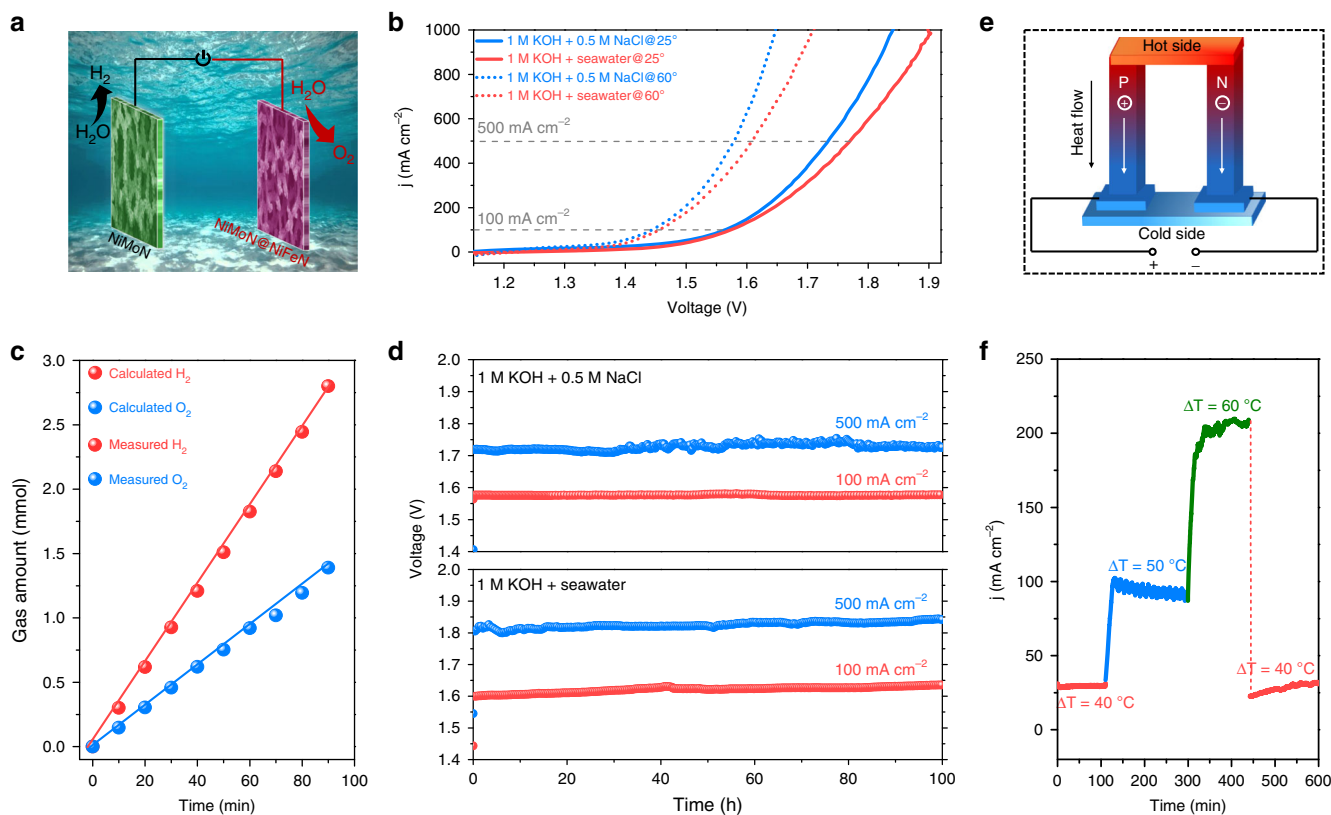 a
H₂
H₂O
H₂O
O₂
NiMoN
NiMoN@NiFeN
b
1000
800
600
400
200
0
j (mA cm⁻²)
1 M KOH + 0.5 M NaCl@25°
1 M KOH + seawater@25°
1 M KOH + 0.5 M NaCl@60°
1 M KOH + seawater@60°
500 mA cm⁻²
100 mA cm⁻²
1.2 1.3 1.4 1.5 1.6 1.7 1.8 1.9
Voltage (V)
e
Hot side
P
N
+
−
Heat flow
Cold side
+ −
c
3.0
2.5
2.0
1.5
1.0
0.5
0.0
Gas amount (mmol)
Calculated H₂
Calculated O₂
Measured H₂
Measured O₂
0 20 40 60 80 100
Time (min)
d
2.0
1.9
1.8
1.7
1.6
1.5
1.4
1 M KOH + 0.5 M NaCl
500 mA cm⁻²
100 mA cm⁻²
Voltage (V)
2.0
1.9
1.8
1.7
1.6
1.5
1.4
1 M KOH + seawater
500 mA cm⁻²
100 mA cm⁻²
0 20 40 60 80 100
Time (h)
f
250
200
150
100
50
0
j (mA cm⁻²)
ΔT = 60 °C
ΔT = 50 °C
ΔT = 40 °C
ΔT = 40 °C
0 100 200 300 400 500 600
Time (min)